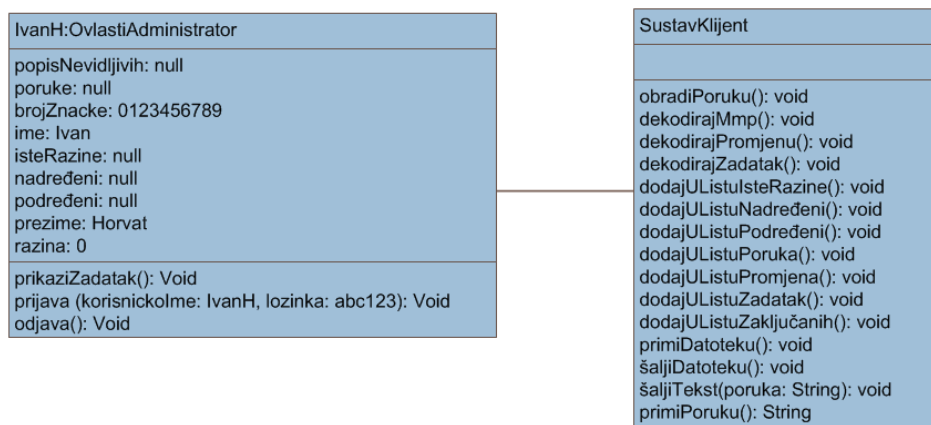 IvanH:OvlastiAdministrator
popisNevidljivih: null
poruke: null
brojZnacke: 0123456789
ime: Ivan
isteRazine: null
nadređeni: null
podređeni: null
prezime: Horvat
razina: 0
prikaziZadatak(): Void
prijava (korisnickoIme: IvanH, lozinka: abc123): Void
odjava(): Void
SustavKlijent
obradiPoruku(): void
dekodirajMmp(): void
dekodirajPromjenu(): void
dekodirajZadatak(): void
dodajUListuIsteRazine(): void
dodajUListuNadređeni(): void
dodajUListuPodređeni(): void
dodajUListuPoruka(): void
dodajUListuPromjena(): void
dodajUListuZadatak(): void
dodajUListuZaključanih(): void
primiDatoteku(): void
šaljiDatoteku(): void
šaljiTekst(poruka: String): void
primiPoruku(): String